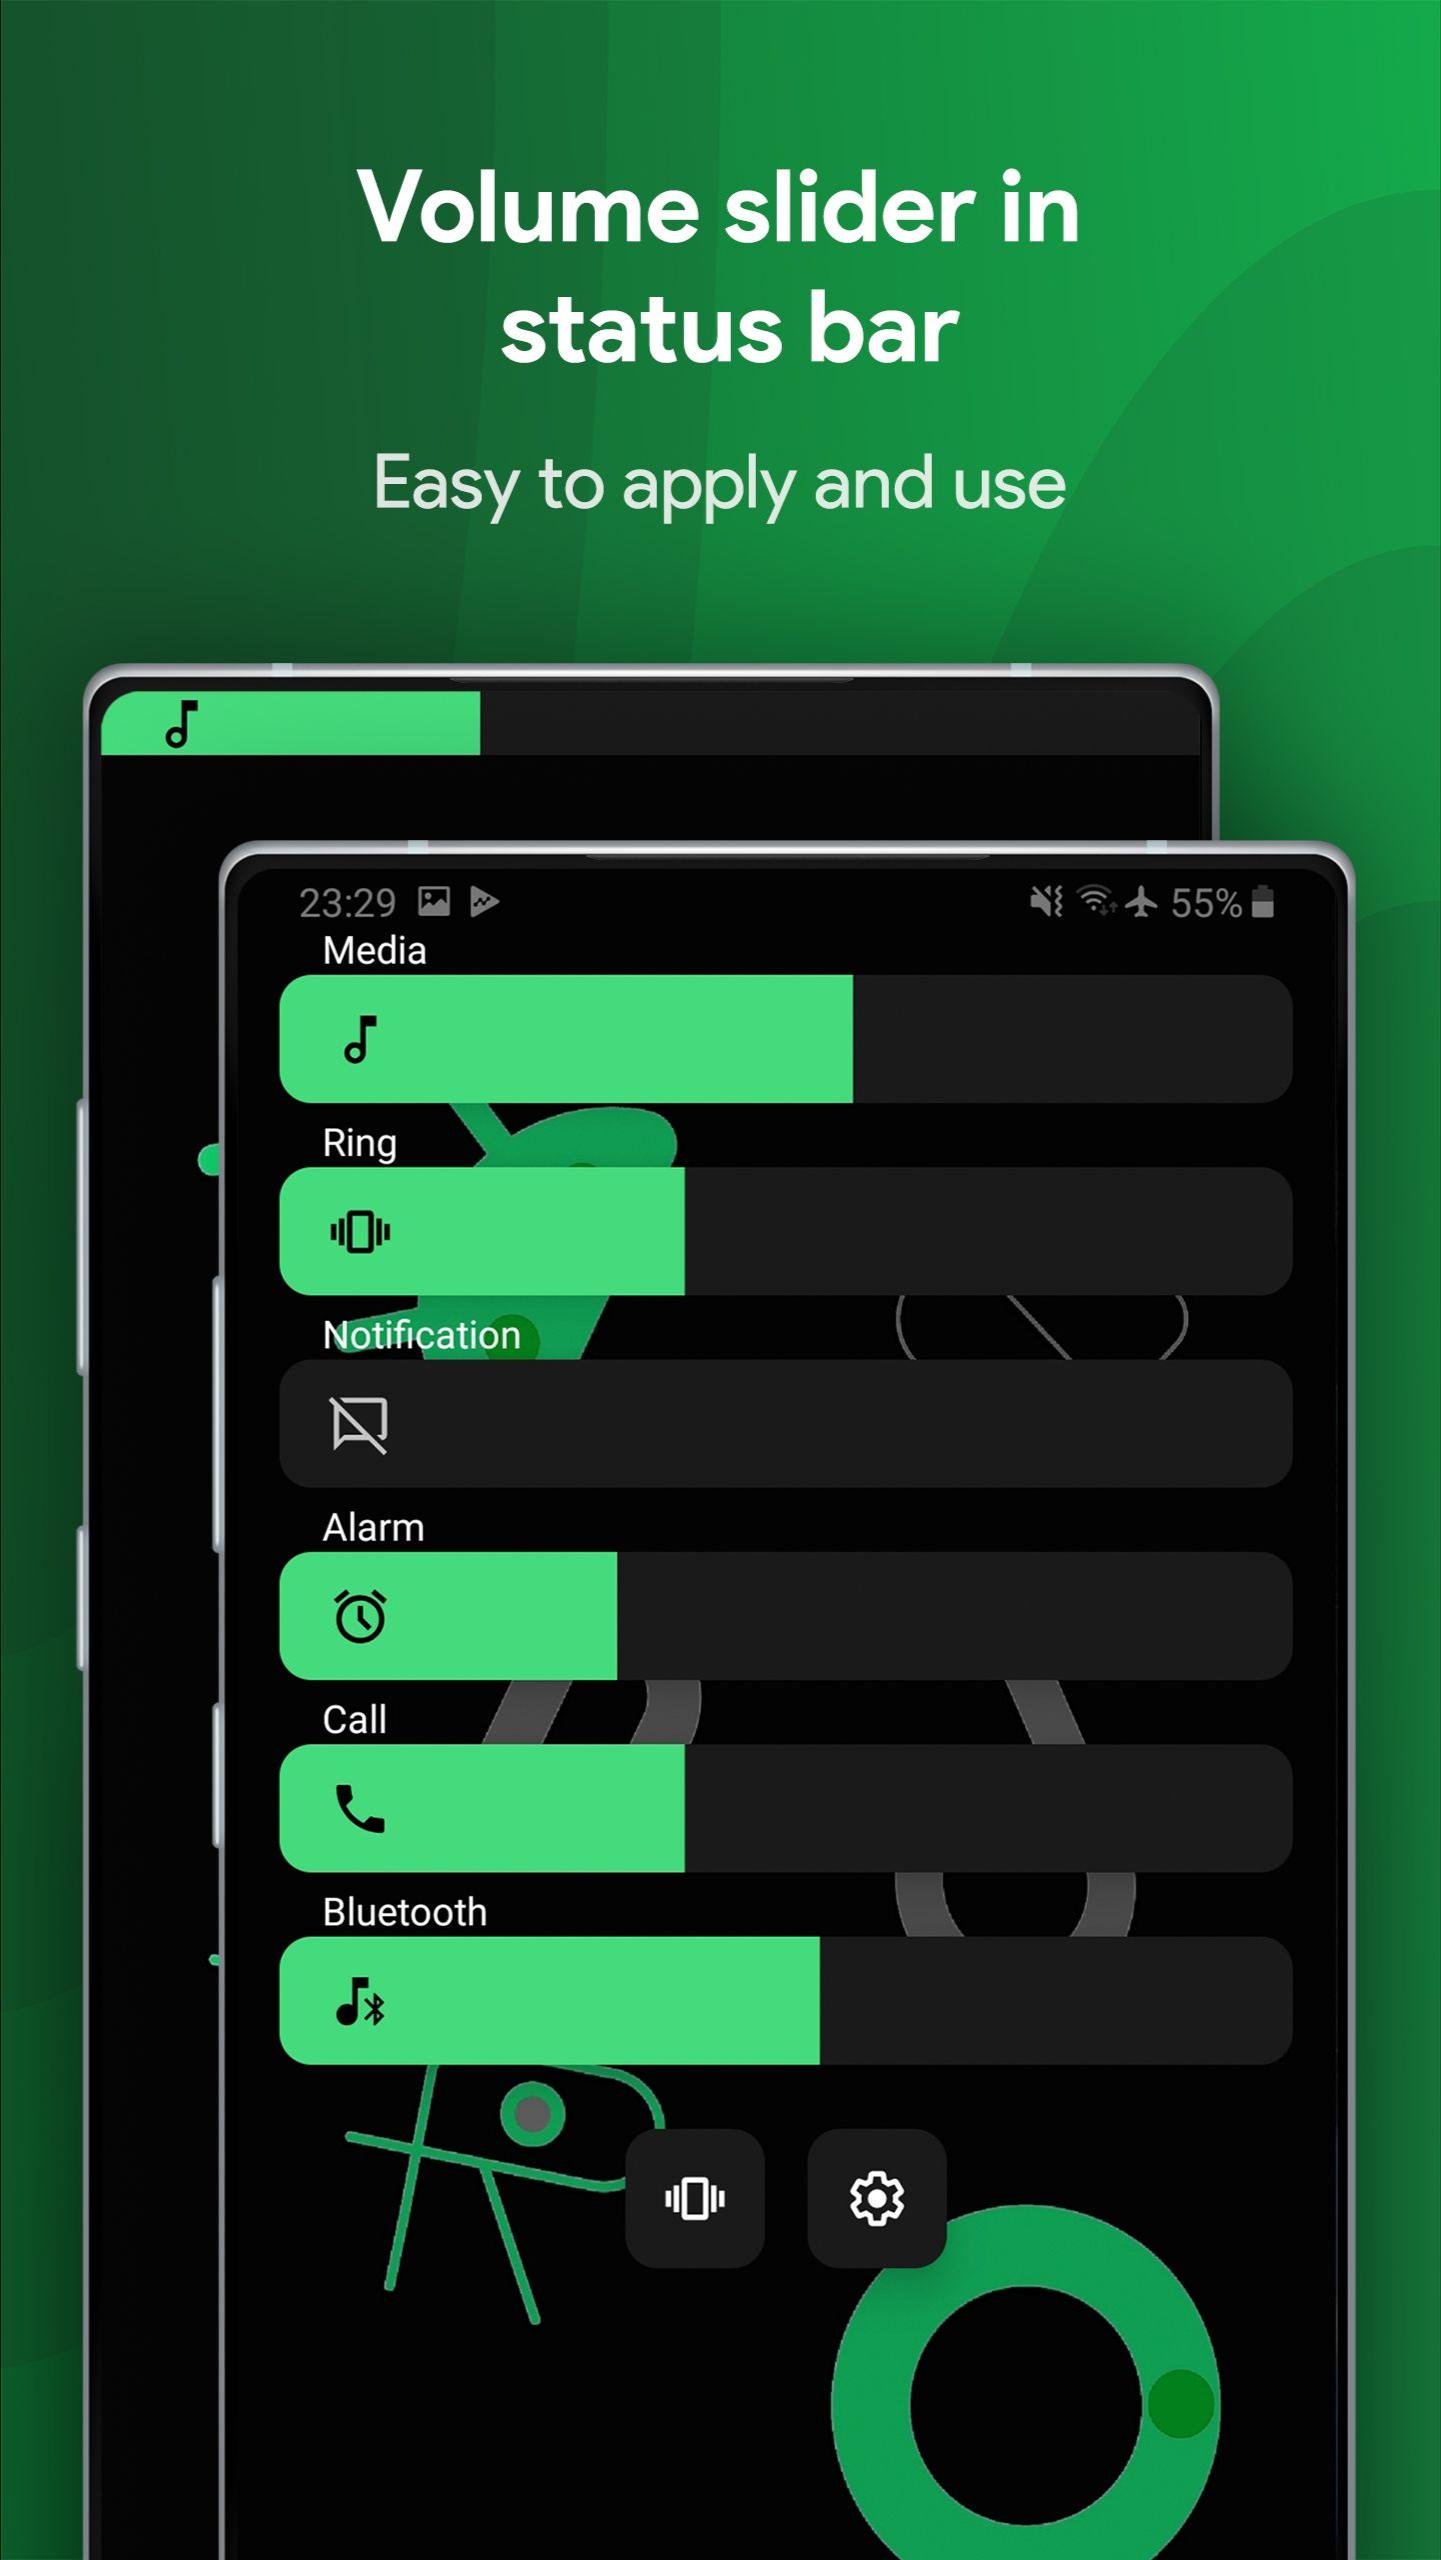 Volume slider in
status bar
Easy to apply and use
23:29 55%
Media
Ring
Notification
Alarm
Call
Bluetooth